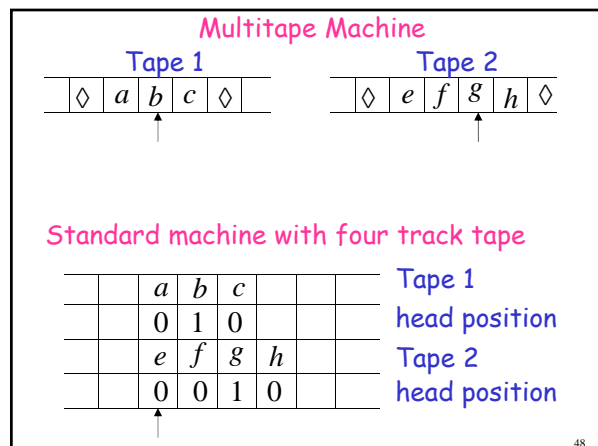 Multitape Machine
Tape 1 Tape 2
◊ a b c ◊ ◊ e f g h ◊
Standard machine with four track tape
a b c Tape 1
0 1 0 head position
e f g h Tape 2
0 0 1 0 head position
48